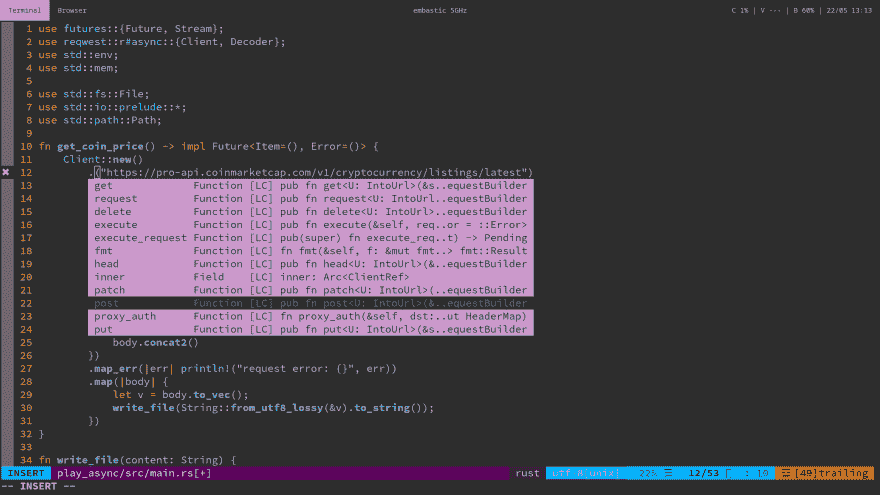 Terminal Browser embastic 5GHz C 1% | V --- | B 60% | 22/05 13:13
1 use futures::{Future, Stream};
2 use reqwest::r#async::{Client, Decoder};
3 use std::env;
4 use std::mem;
5
6 use std::fs::File;
7 use std::io::prelude::*;
8 use std::path::Path;
9
10 fn get_coin_price() -> impl Future<Item=(), Error=()> {
11 Client::new()
✖ 12 .("https://pro-api.coinmarketcap.com/v1/cryptocurrency/listings/latest")
13 get Function [LC] pub fn get<U: IntoUrl>(&s..equestBuilder
14 request Function [LC] pub fn request<U: IntoUrl..equestBuilder
15 delete Function [LC] pub fn delete<U: IntoUrl>..equestBuilder
16 execute Function [LC] pub fn execute(&self, req..or = ::Error>
17 execute_request Function [LC] pub(super) fn execute_req..t) -> Pending
18 fmt Function [LC] fn fmt(&self, f: &mut fmt..> fmt::Result
19 head Function [LC] pub fn head<U: IntoUrl>(&..equestBuilder
20 inner Field [LC] inner: Arc<ClientRef>
21 patch Function [LC] pub fn patch<U: IntoUrl>(..equestBuilder
22 post Function [LC] pub fn post<U: IntoUrl>(&..equestBuilder
23 proxy_auth Function [LC] fn proxy_auth(&self, dst:..ut HeaderMap)
24 put Function [LC] pub fn put<U: IntoUrl>(&s..equestBuilder
25 body.concat2()
26 })
27 .map_err(|err| println!("request error: {}", err))
28 .map(|body| {
29 let v = body.to_vec();
30 write_file(String::from_utf8_lossy(&v).to_string());
31 })
32 }
33
34 fn write_file(content: String) {
INSERT play_async/src/main.rs[+] rust utf-8[unix] 22% ☰ 12/53 : 10 ☲ [49]trailing
-- INSERT --